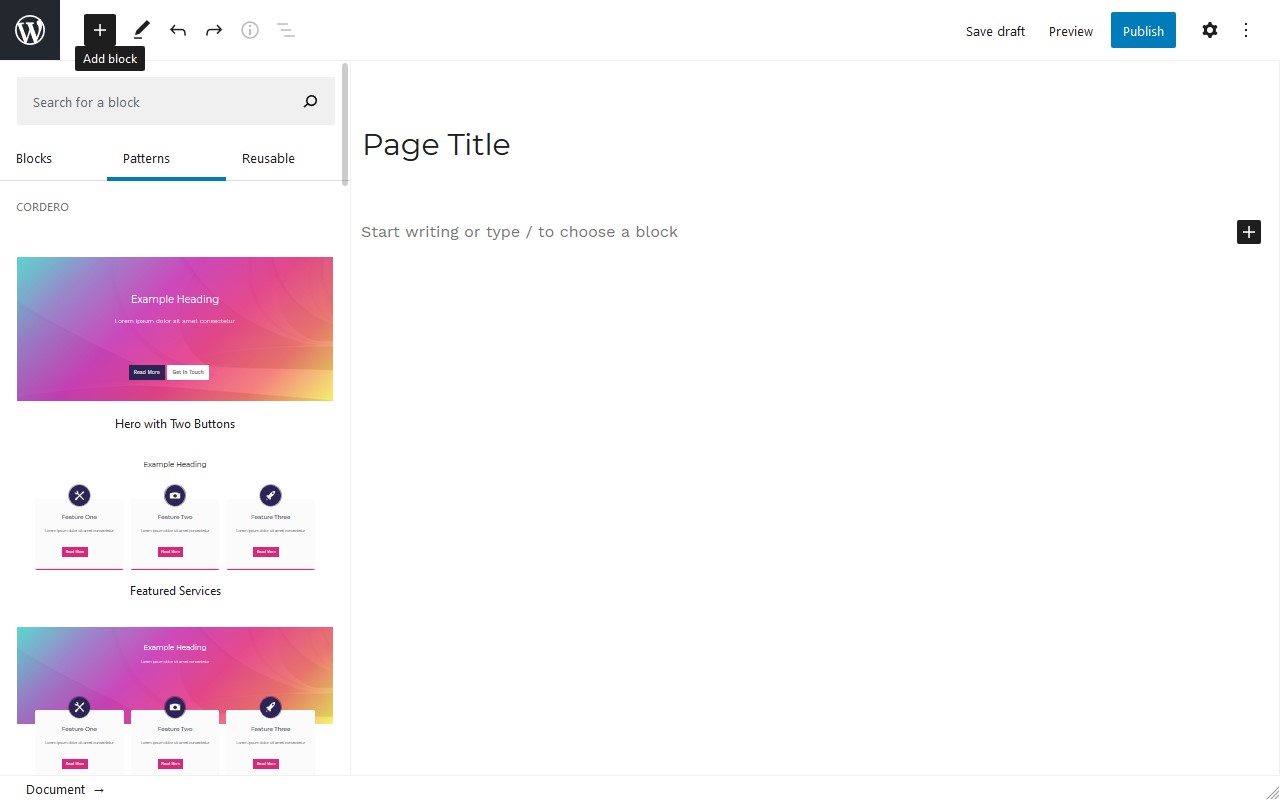 Save draft
Preview
Publish
Add block
Search for a block
Blocks
Patterns
Reusable
CORDERO
Page Title
Start writing or type / to choose a block
Example Heading
Lorem ipsum dolor sit amet consectetur
Read More
Get In Touch
Hero with Two Buttons
Example Heading
Feature One
Feature Two
Feature Three
Lorem ipsum dolor sit amet consectetur
Lorem ipsum dolor sit amet consectetur
Lorem ipsum dolor sit amet consectetur
Read More
Read More
Read More
Featured Services
Example Heading
Lorem ipsum dolor sit amet consectetur
Feature One
Feature Two
Feature Three
Lorem ipsum dolor sit amet consectetur
Lorem ipsum dolor sit amet consectetur
Lorem ipsum dolor sit amet consectetur
Read More
Read More
Read More
Document →